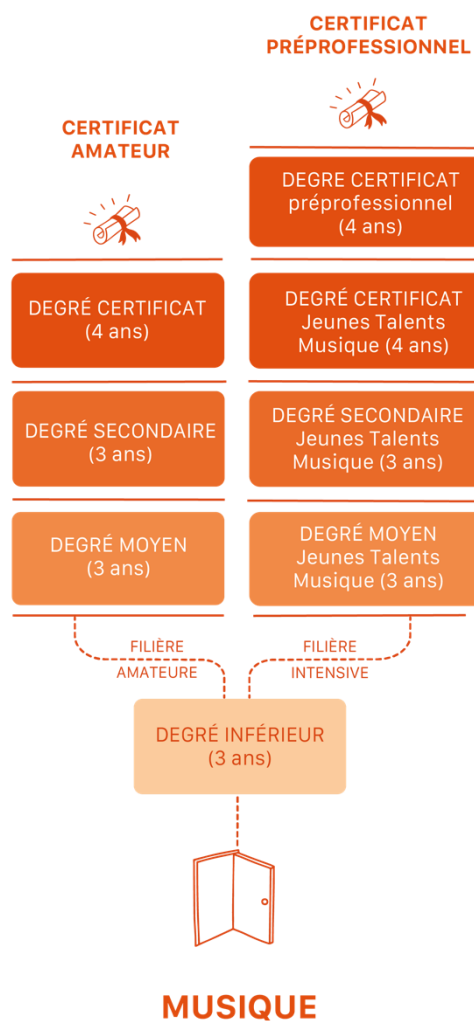 CERTIFICAT
PRÉPROFESSIONNEL
CERTIFICAT
AMATEUR
DEGRE CERTIFICAT
préprofessionnel
(4 ans)
DEGRÉ CERTIFICAT
(4 ans)
DEGRÉ CERTIFICAT
Jeunes Talents
Musique (4 ans)
DEGRÉ SECONDAIRE
(3 ans)
DEGRÉ SECONDAIRE
Jeunes Talents
Musique (3 ans)
DEGRÉ MOYEN
(3 ans)
DEGRÉ MOYEN
Jeunes Talents
Musique (3 ans)
FILIÈRE
AMATEURE
FILIÈRE
INTENSIVE
DEGRÉ INFÉRIEUR
(3 ans)
MUSIQUE